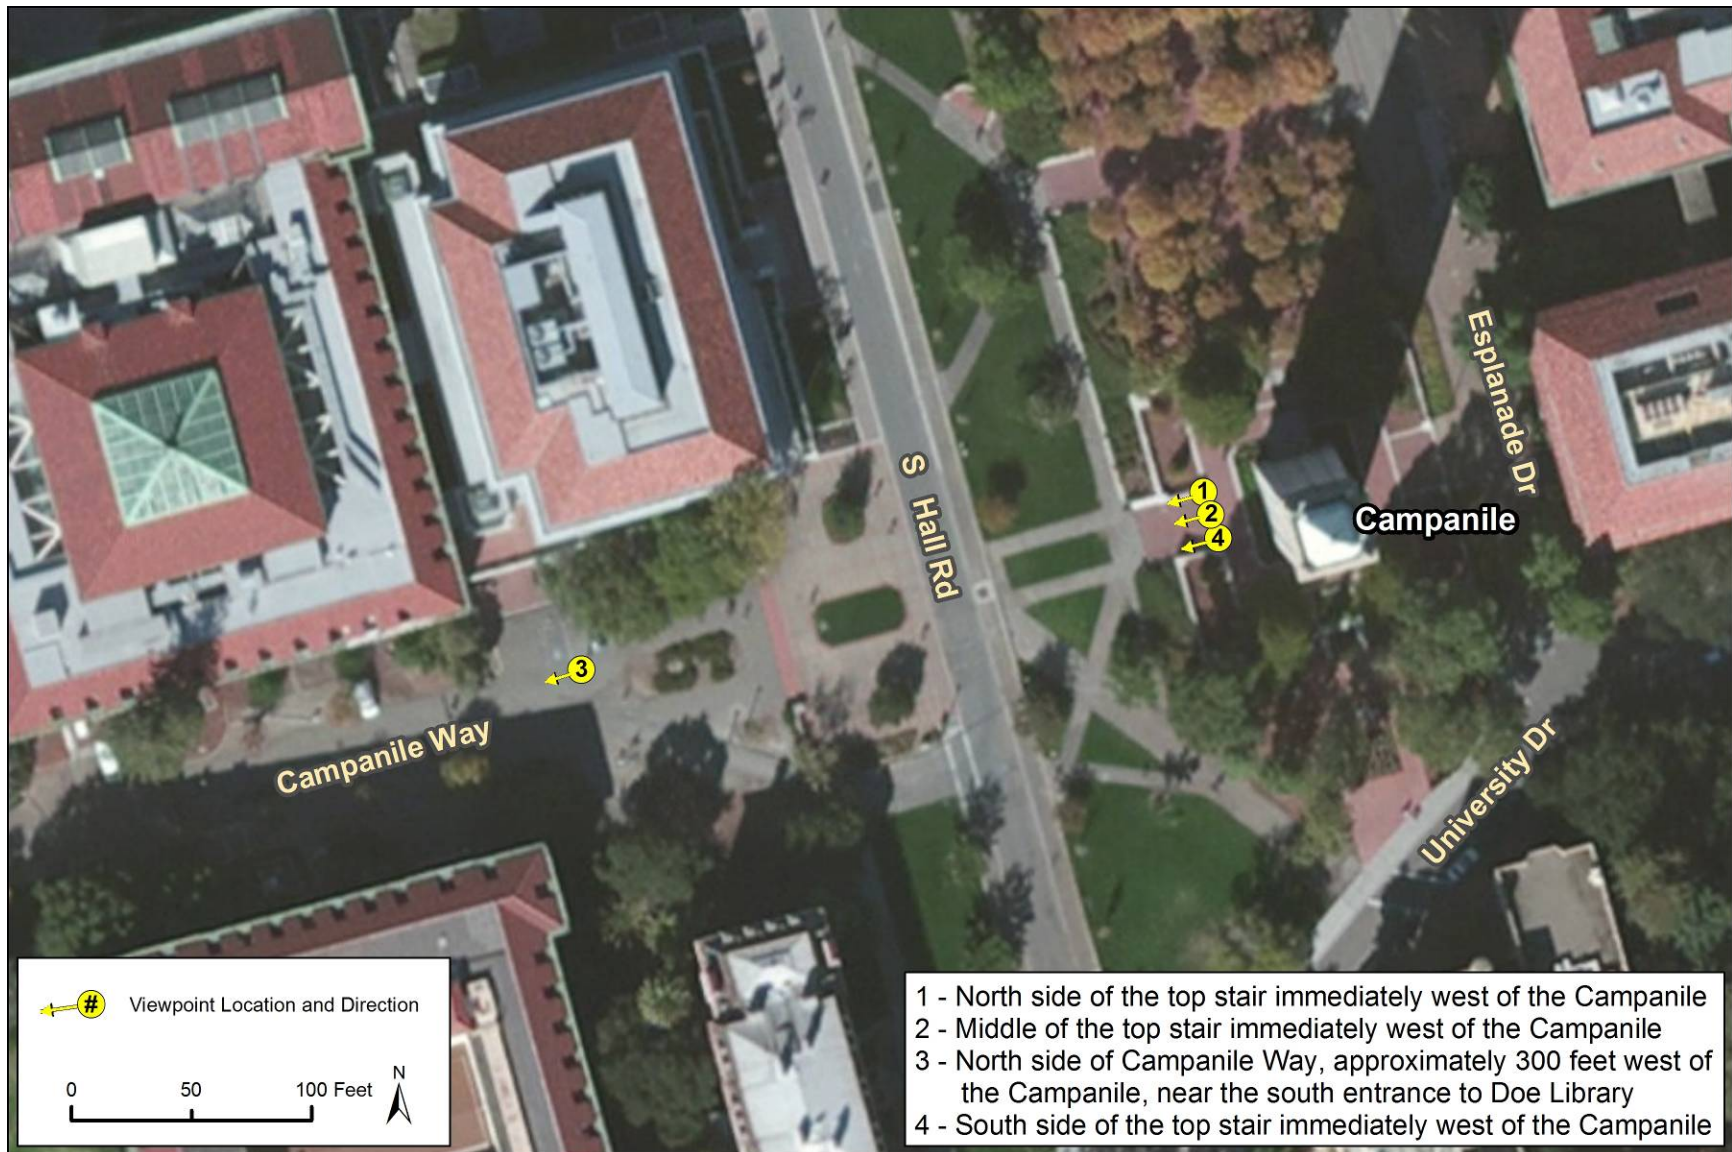 Esplanade Dr
S Hall Rd
1
2
Campanile
4
3
Campanile Way
University Dr
# Viewpoint Location and Direction
N
0 50 100 Feet
1 - North side of the top stair immediately west of the Campanile
2 - Middle of the top stair immediately west of the Campanile
3 - North side of Campanile Way, approximately 300 feet west of
the Campanile, near the south entrance to Doe Library
4 - South side of the top stair immediately west of the Campanile